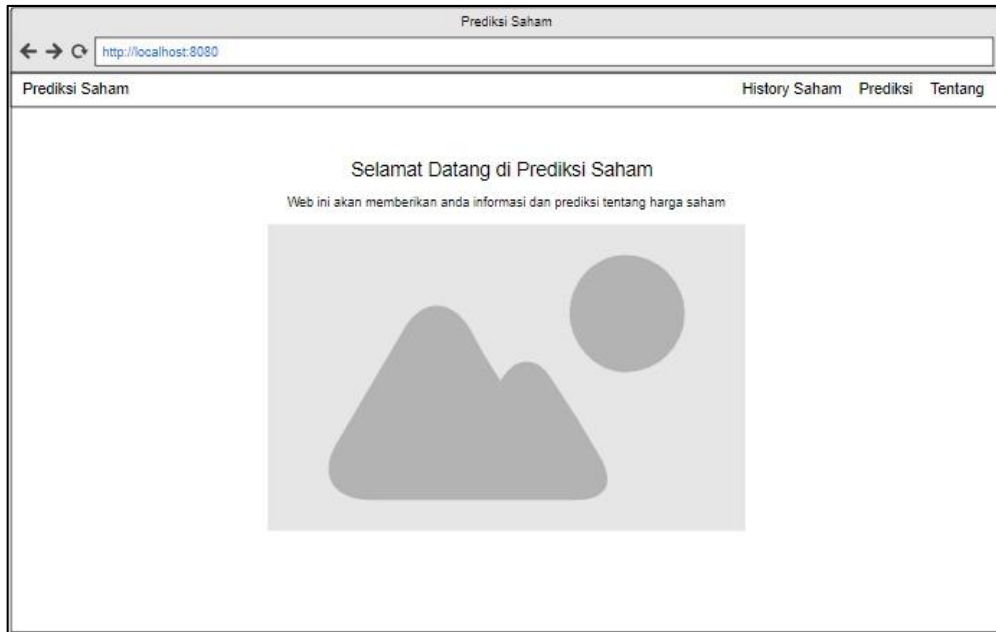 Prediksi Saham
http://localhost:8080
Prediksi Saham History Saham Prediksi Tentang
Selamat Datang di Prediksi Saham
Web ini akan memberikan anda informasi dan prediksi tentang harga saham